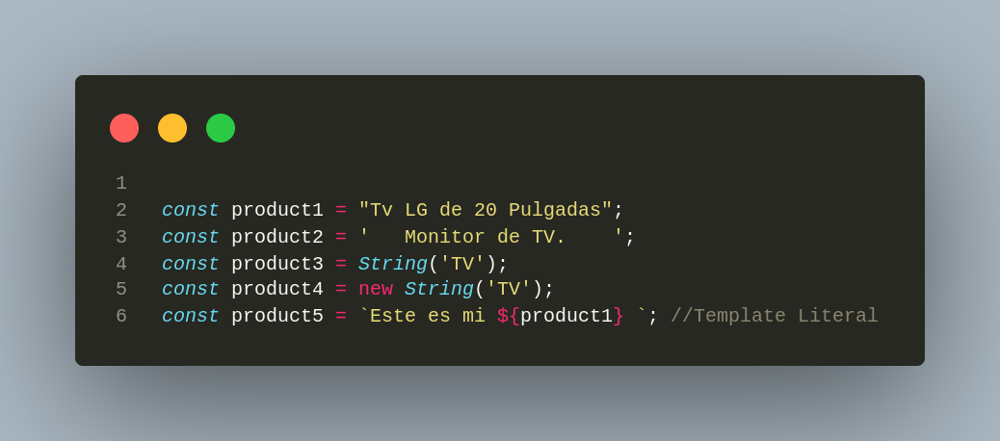 1
2 const product1 = "Tv LG de 20 Pulgadas";
3 const product2 = '   Monitor de TV.    ';
4 const product3 = String('TV');
5 const product4 = new String('TV');
6 const product5 = `Este es mi ${product1} `; //Template Literal